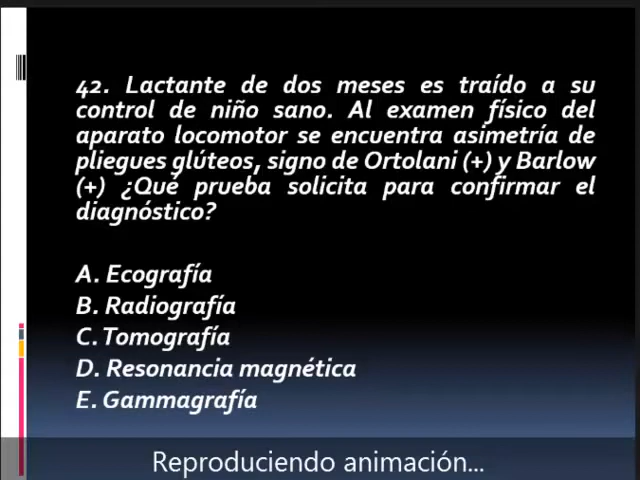 42. Lactante de dos meses es traído a su
control de niño sano. Al examen físico del
aparato locomotor se encuentra asimetría de
pliegues glúteos, signo de Ortolani (+) y Barlow
(+) ¿Qué prueba solicita para confirmar el
diagnóstico?
A. Ecografía
B. Radiografía
C. Tomografía
D. Resonancia magnética
E. Gammagrafía
Reproduciendo animación...